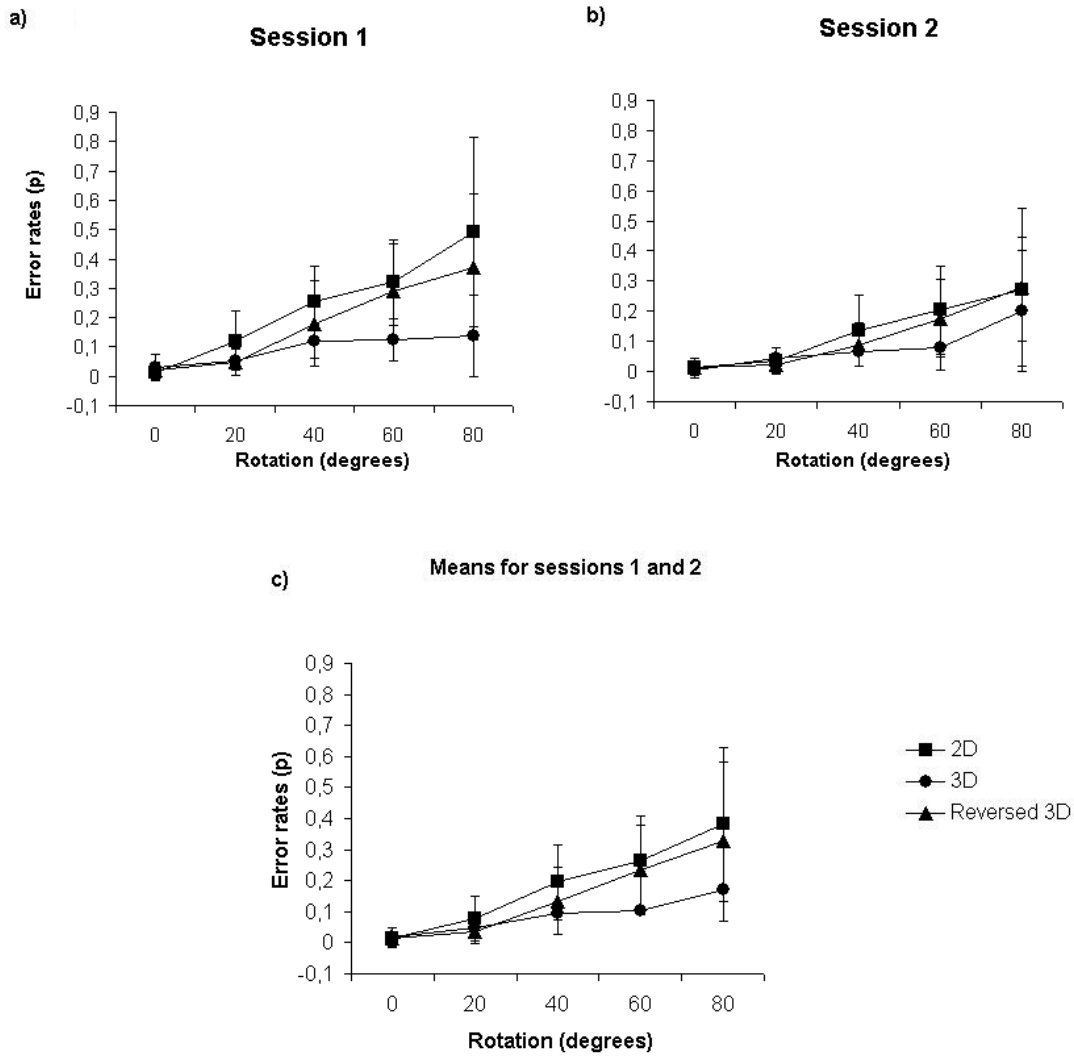 a)
Session 1
Error rates (p)
0,9
0,8
0,7
0,6
0,5
0,4
0,3
0,2
0,1
0
-0,1
0 20 40 60 80
Rotation (degrees)
b)
Session 2
0,9
0,8
0,7
0,6
0,5
0,4
0,3
0,2
0,1
0
-0,1
0 20 40 60 80
Rotation (degrees)
c)
Means for sessions 1 and 2
Error rates (p)
0,9
0,8
0,7
0,6
0,5
0,4
0,3
0,2
0,1
0
-0,1
0 20 40 60 80
Rotation (degrees)
2D
3D
Reversed 3D